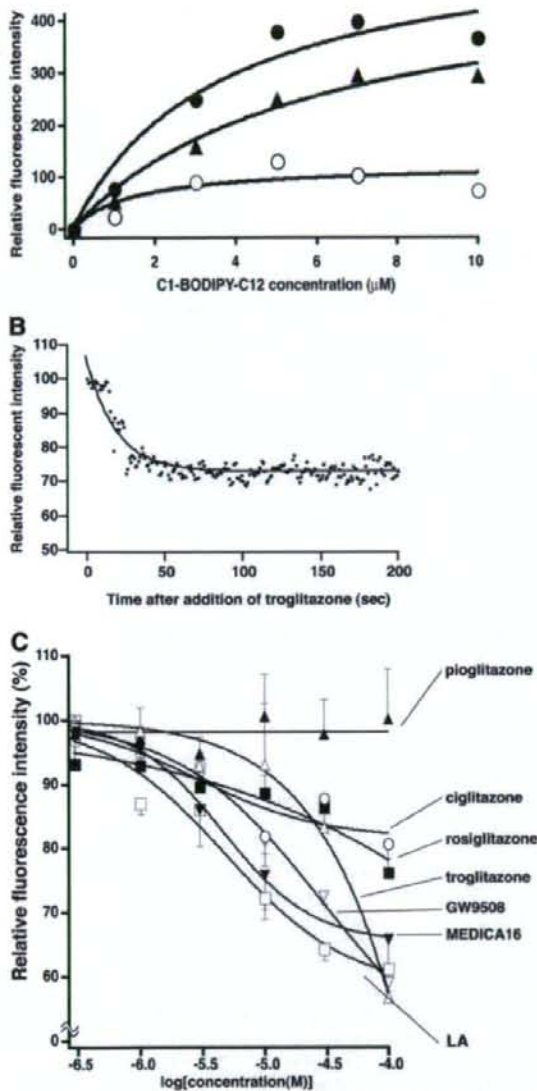 Relative fluorescence intensity
400
300
200
100
0
0 2 4 6 8 10
C1-BODIPY-C12 concentration (μM)
B
Relative fluorescent intensity
110
100
90
80
70
60
50
0 50 100 150 200
Time after addition of troglitazone (sec)
C
Relative fluorescence intensity (%)
110
100
90
80
70
60
0
-6.5 -6.0 -5.5 -5.0 -4.5 -4.0
log[concentration(M)]
pioglitazone
ciglitazone
rosiglitazone
troglitazone
GW9508
MEDICA16
LA